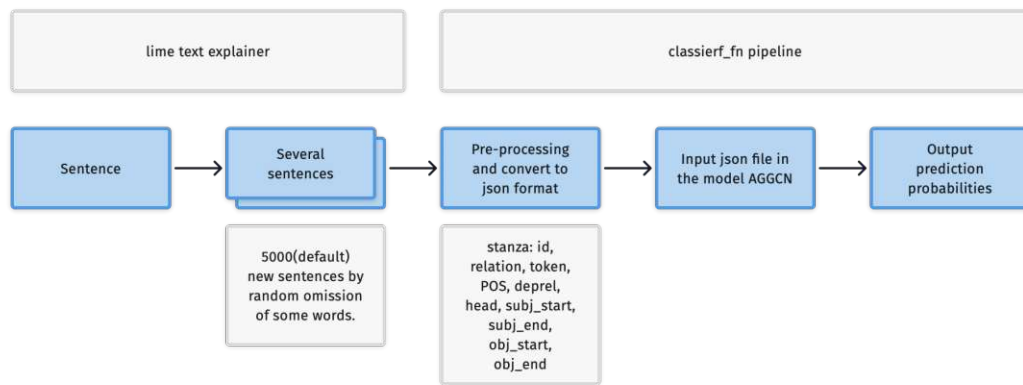 lime text explainer
classierf_fn pipeline
Sentence
Several
sentences
Pre-processing
and convert to
json format
Input json file in
the model AGGCN
Output
prediction
probabilities
5000(default)
new sentences by
random omission
of some words.
stanza: id,
relation, token,
POS, deprel,
head, subj_start,
subj_end,
obj_start,
obj_end